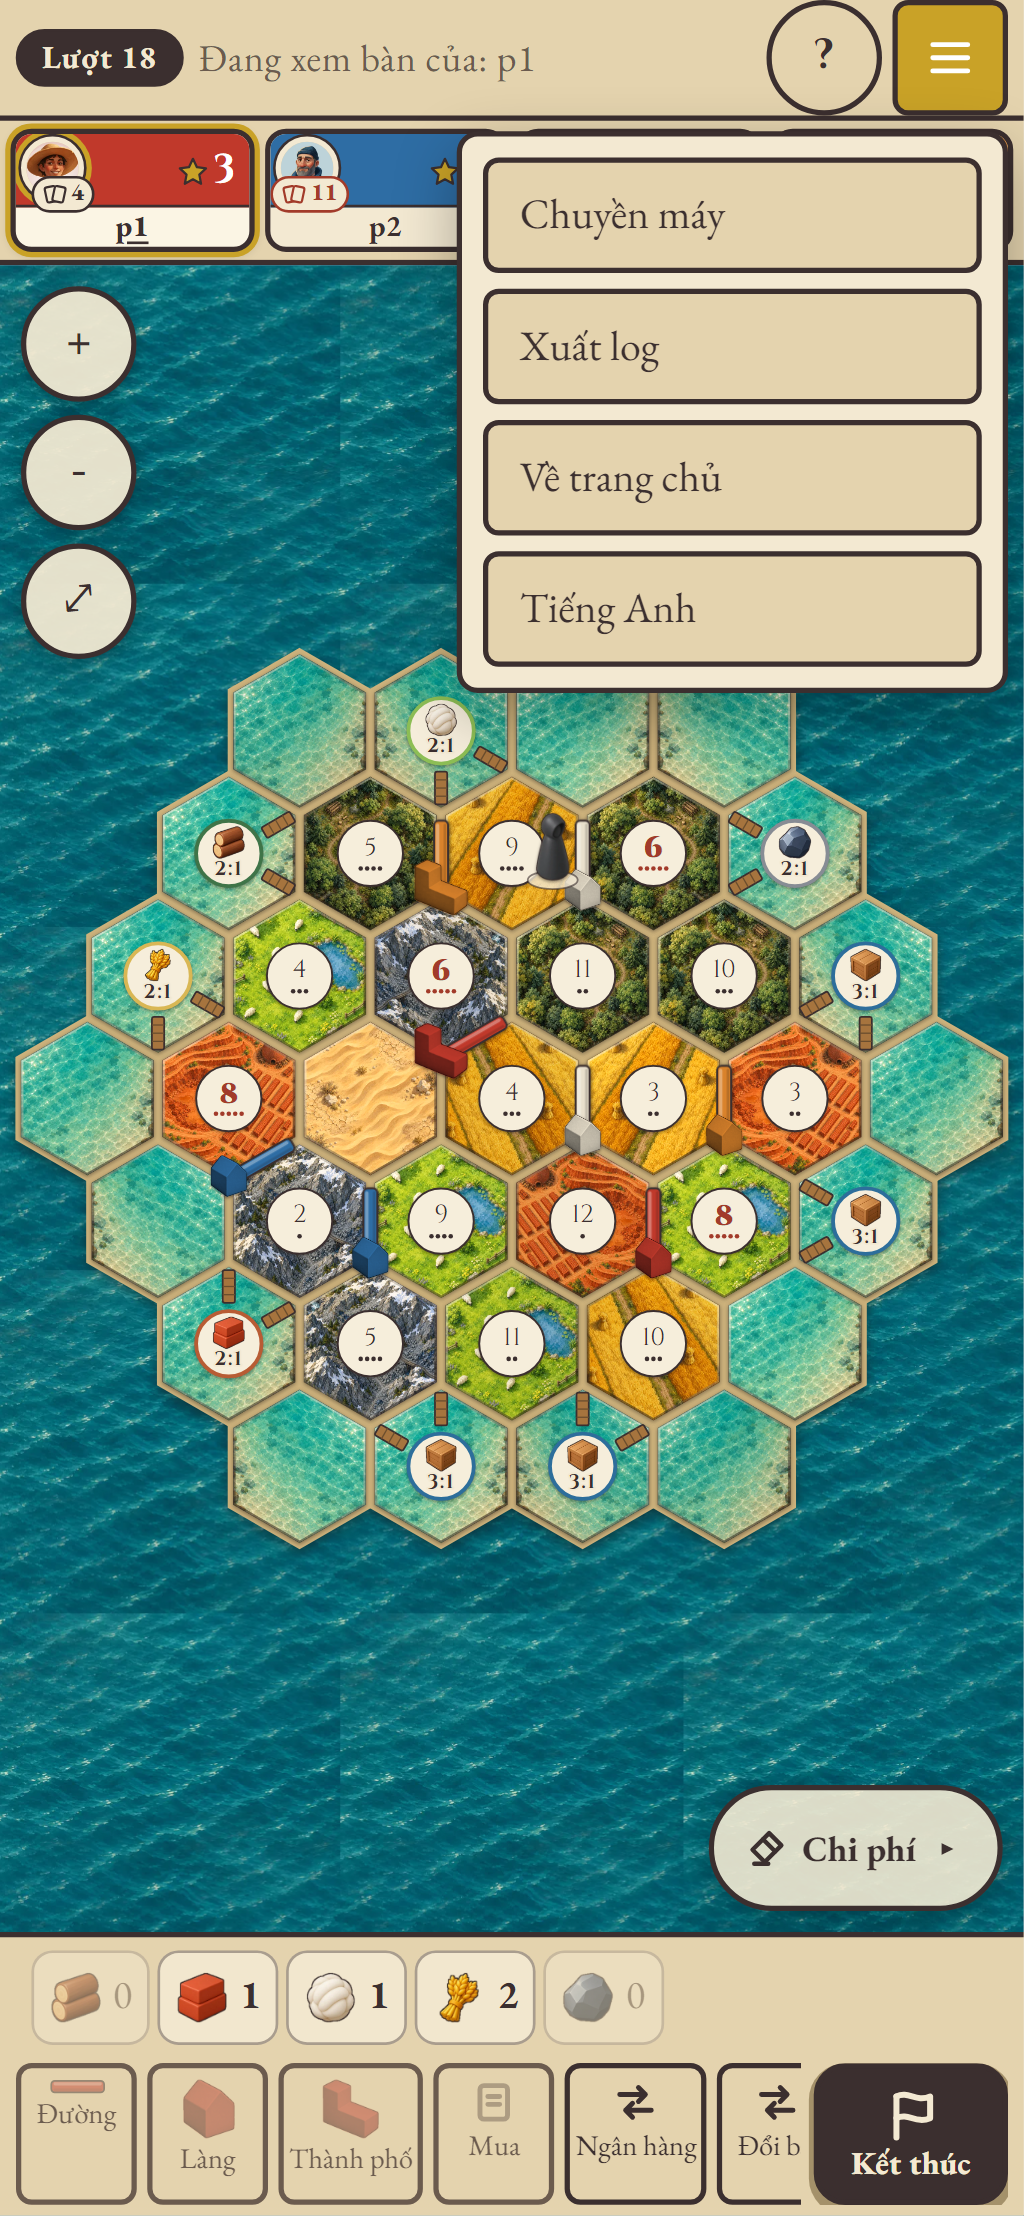 Lượt 18 Đang xem bàn của: p1 ?
3
4
p1
11
p2
Chuyền máy
Xuất log
Về trang chủ
Tiếng Anh
+
-
2:1
5 9 6
2:1 2:1
4 6 11 10
2:1 3:1
8 4 3 3
2 9 12 8
3:1
5 11 10
2:1
3:1 3:1
Chi phí
0 1 1 2 0
Đường
Làng
Thành phố
Mua
Ngân hàng
Đổi b
Kết thúc